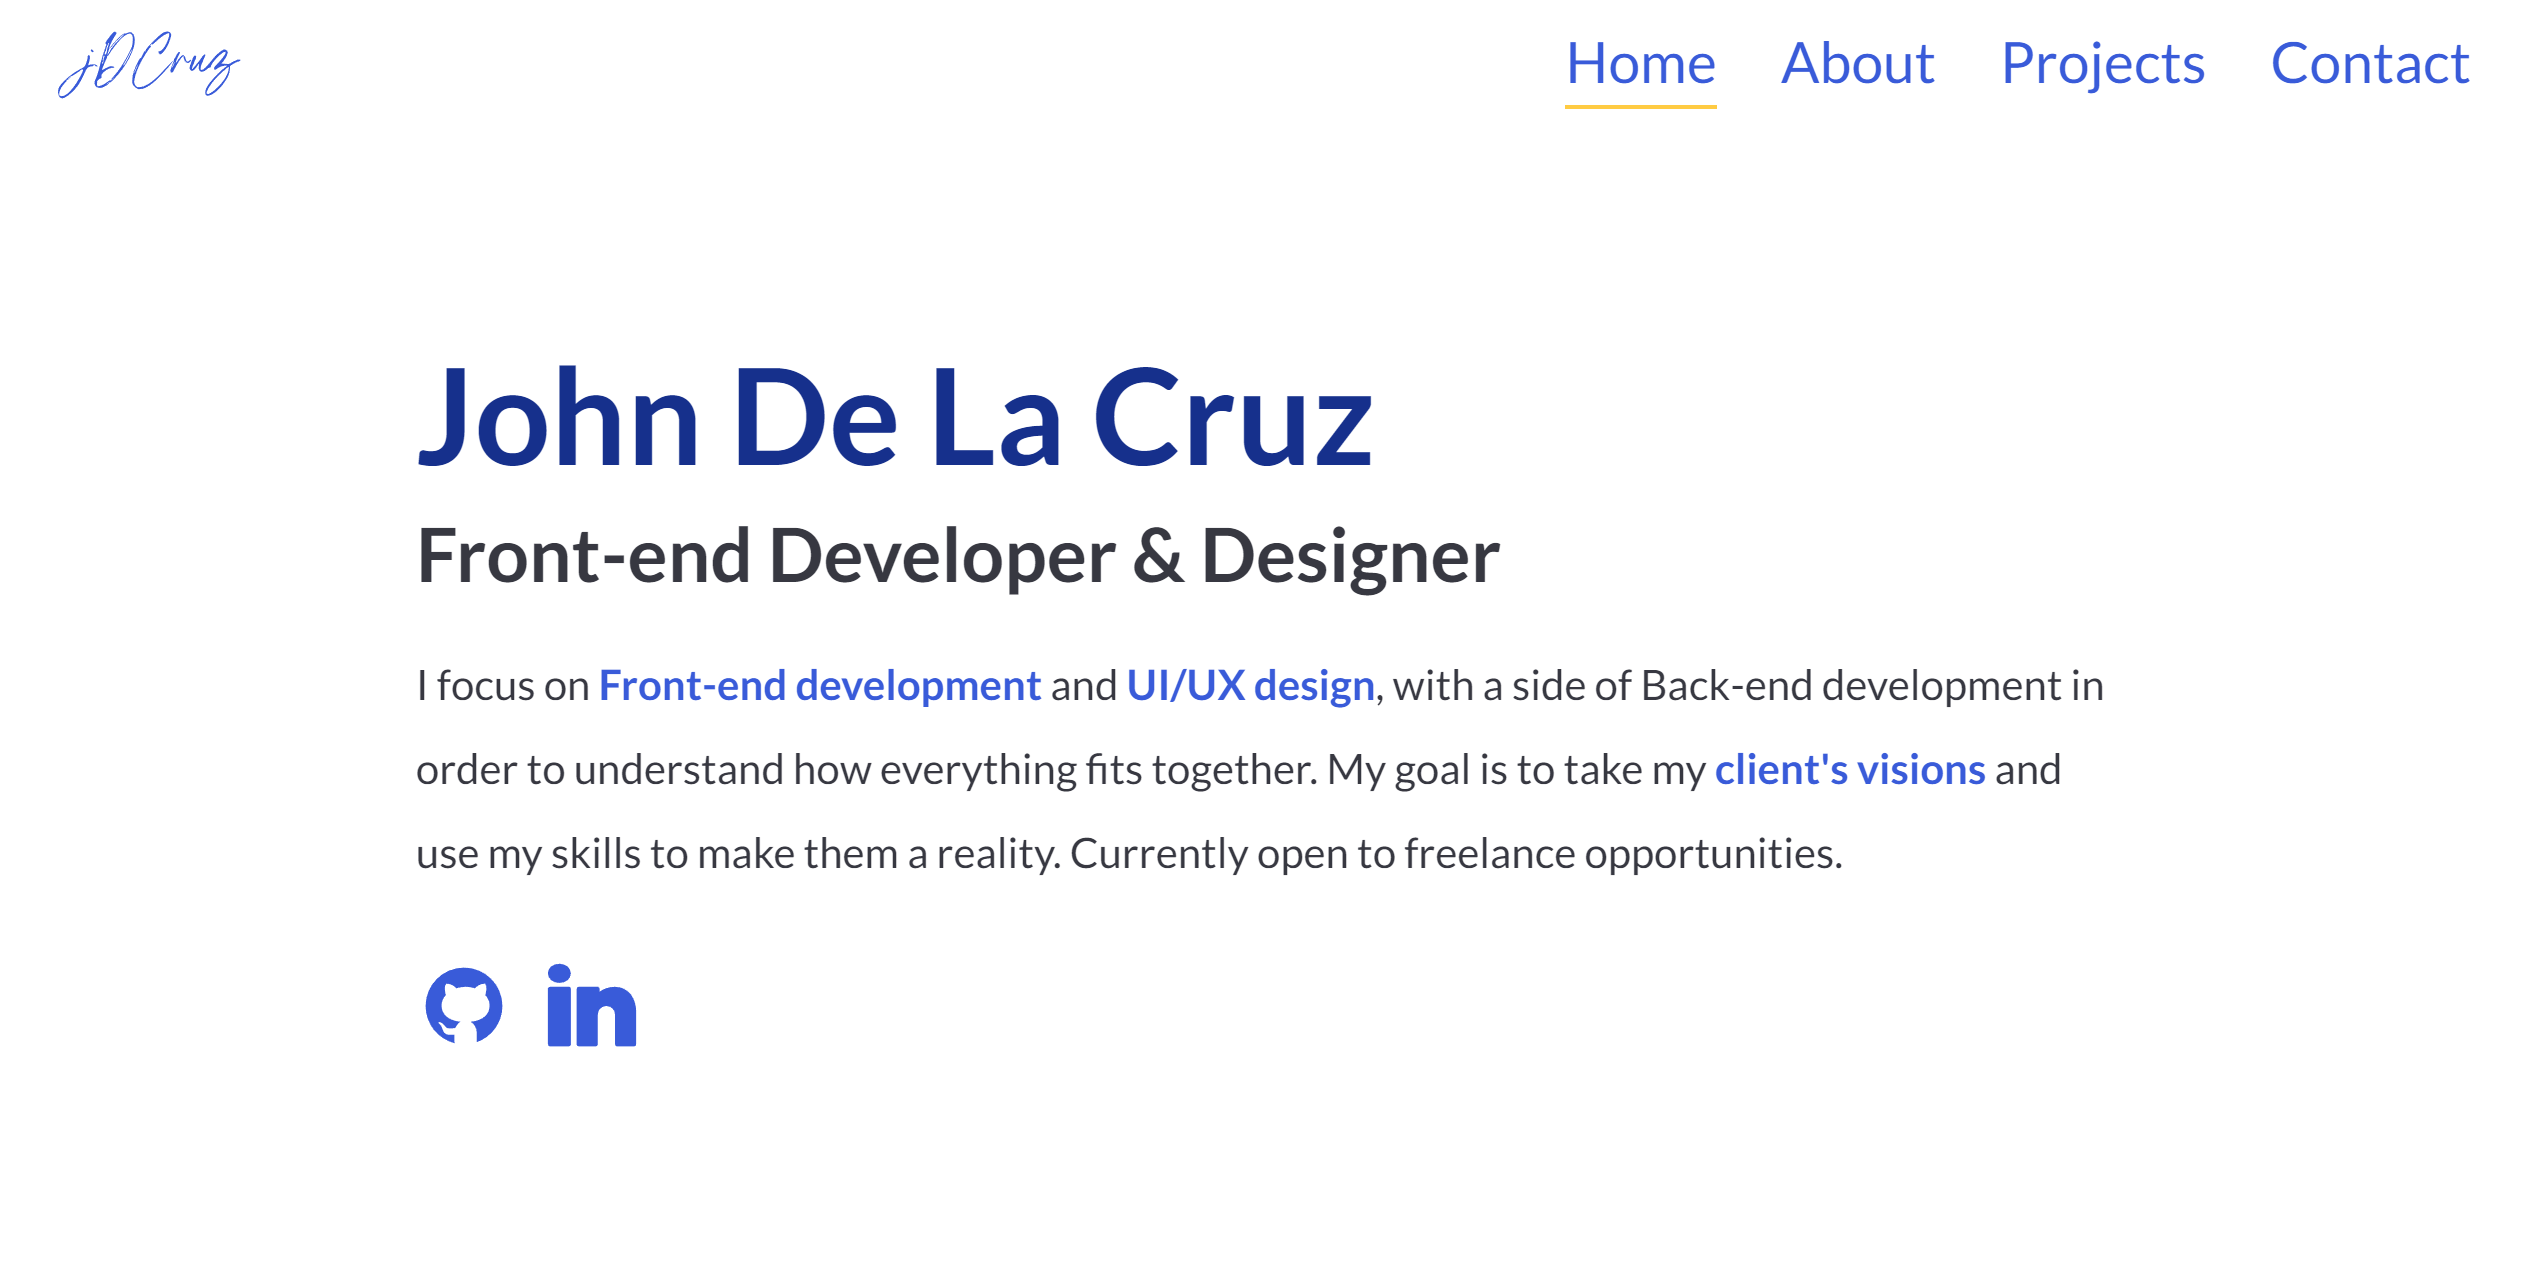 jDCruz
Home About Projects Contact
John De La Cruz
Front-end Developer & Designer
I focus on Front-end development and UI/UX design, with a side of Back-end development in
order to understand how everything fits together. My goal is to take my client's visions and
use my skills to make them a reality. Currently open to freelance opportunities.
in